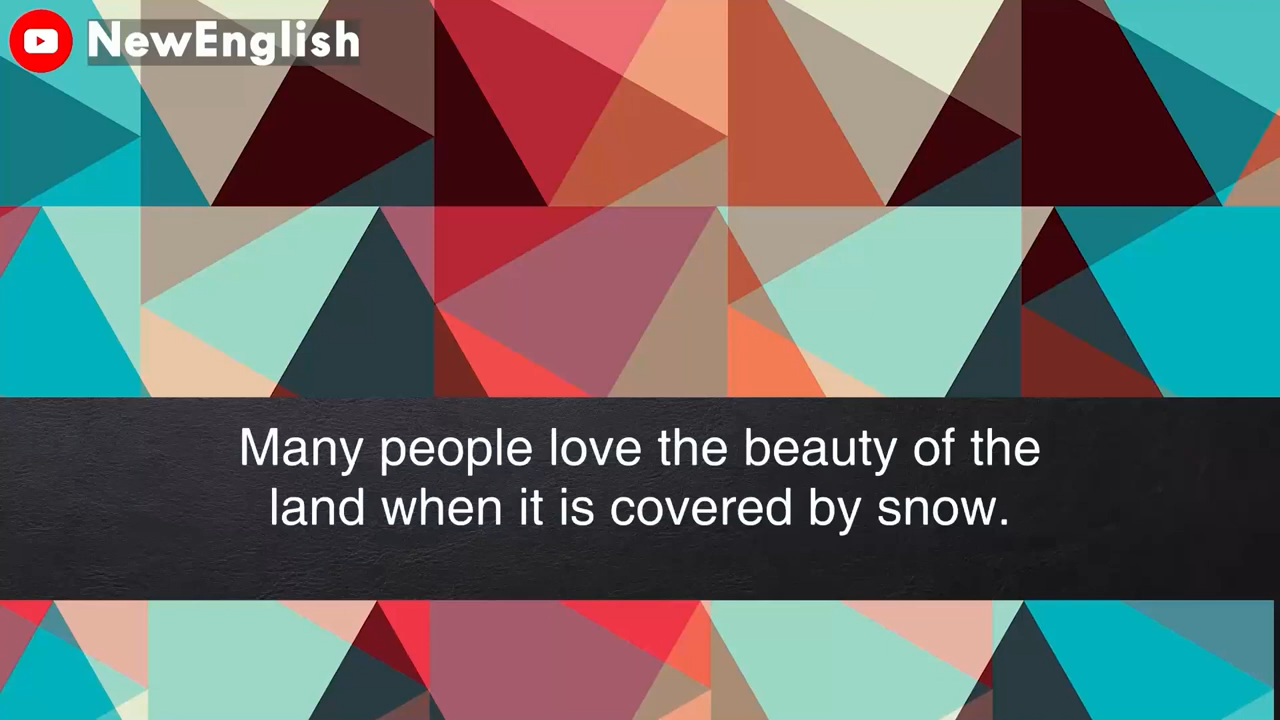 NewEnglish
Many people love the beauty of the
land when it is covered by snow.